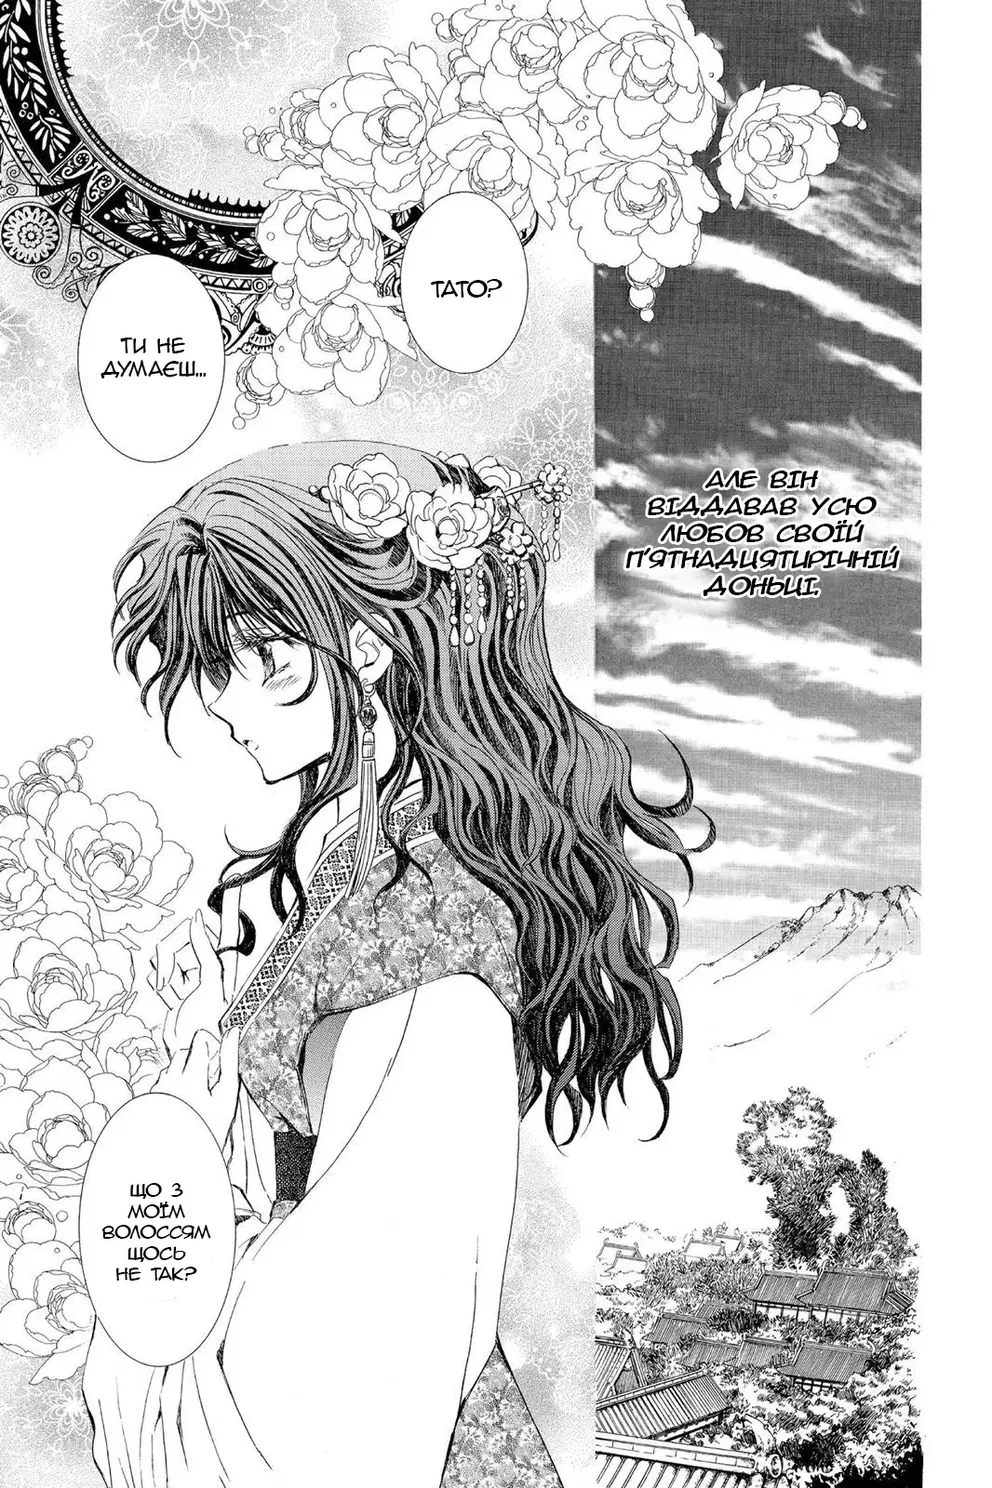 АЛЕ ВІН
ВІДДАВАВ УСЮ
ЛЮБОВ СВОЇЙ
П'ЯТНАДЦЯТИРІЧНІЙ
ДОНЬЦІ.
ТАТО?
ТИ НЕ
ДУМАЄШ...
ЩО З
МОЇМ
ВОЛОССЯМ
ЩОСЬ
НЕ ТАК?